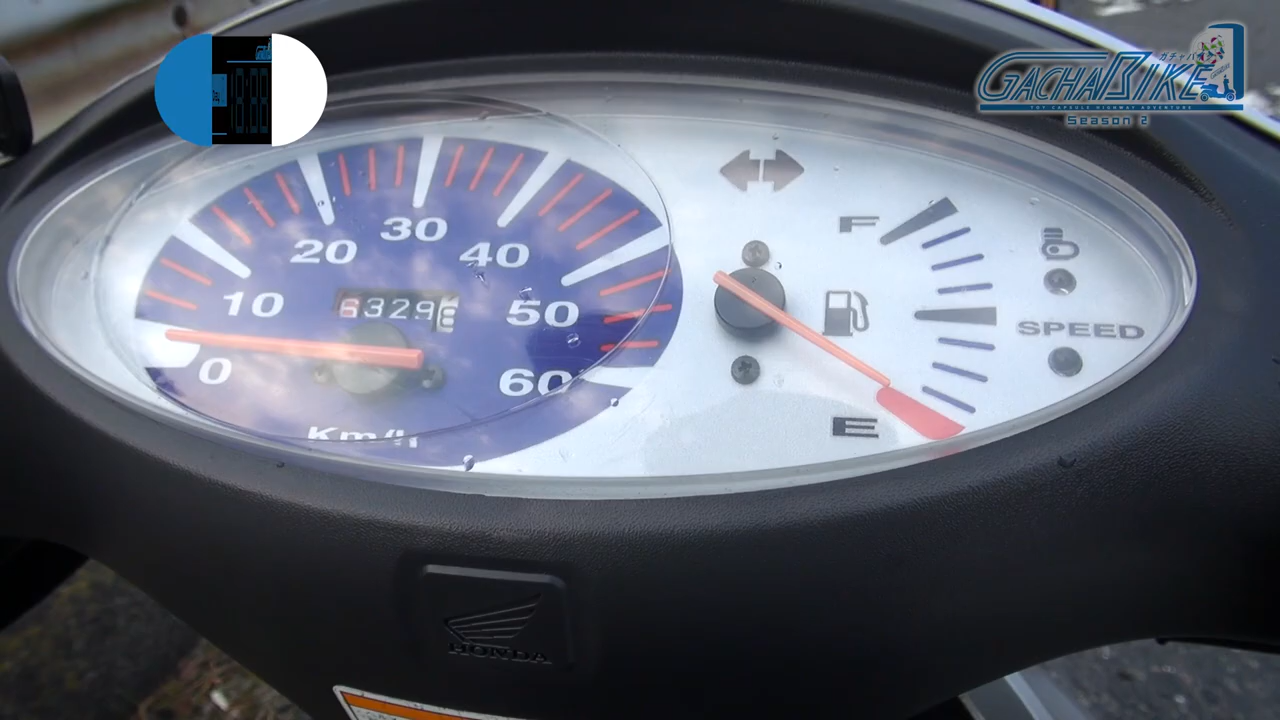 ガチャバイク
GACHABIKE
TOY CAPSULE HIGHWAY ADVENTURE
Season 2
0
10
20
30
40
50
60
Km/h
6329
F
E
SPEED
HONDA